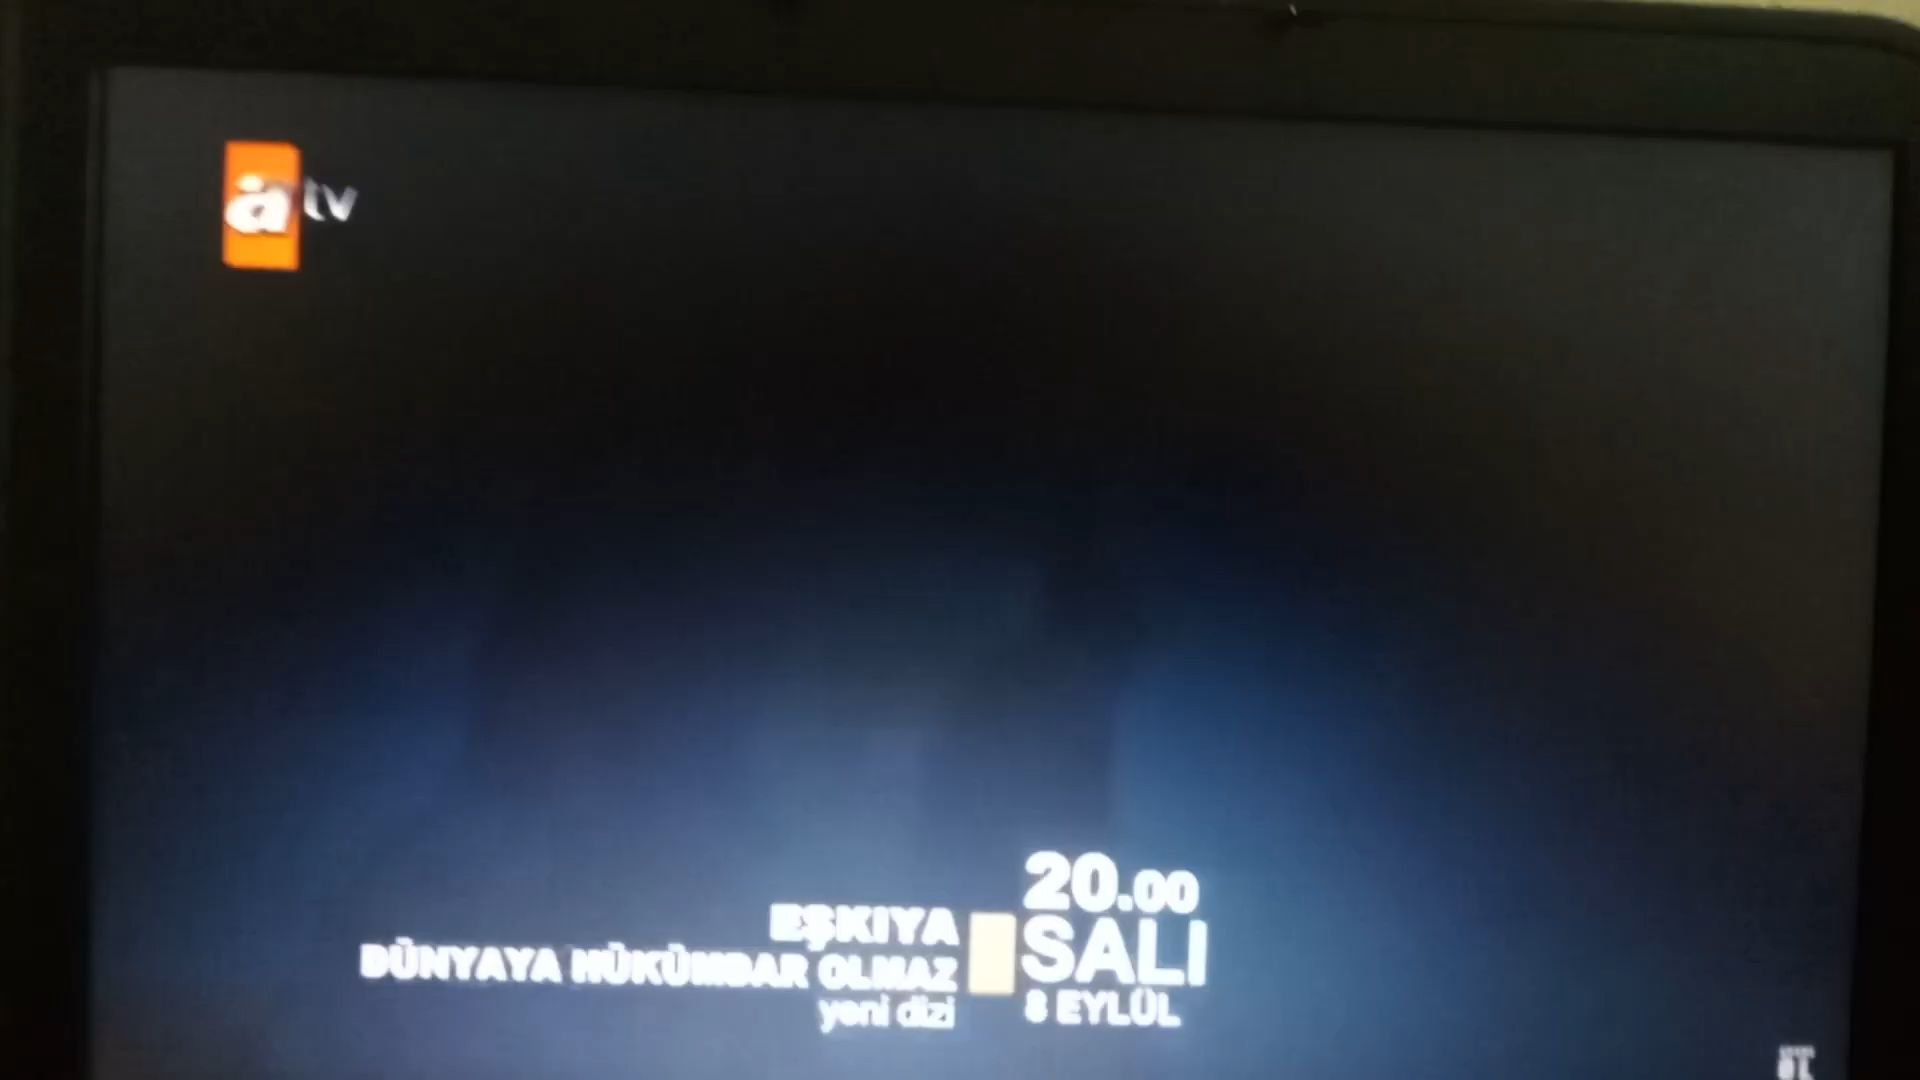 atv
20.00
EŞKIYA
SALI
DÜNYAYA HÜKÜMDAR OLMAZ
yeni dizi
8 EYLÜL